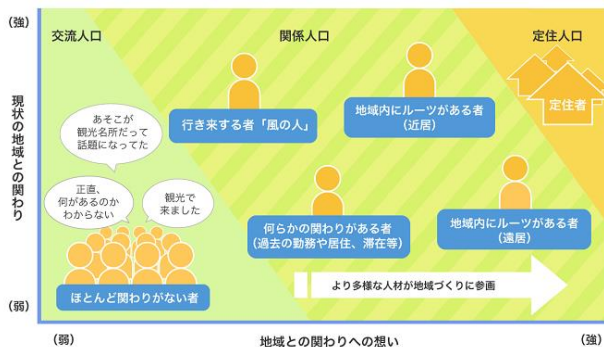 (強)
交流人口
関係人口
定住人口
現状の地域との関わり
あそこが
観光名所だって
話題になってた
行き来する者「風の人」
地域内にルーツがある者
(近居)
定住者
正直、
何があるのか
わからない
観光で
来ました
何らかの関わりがある者
(過去の勤務や居住、滞在等)
地域内にルーツがある者
(遠居)
ほとんど関わりがない者
より多様な人材が地域づくりに参画
(弱)
(弱)
地域との関わりへの想い
(強)